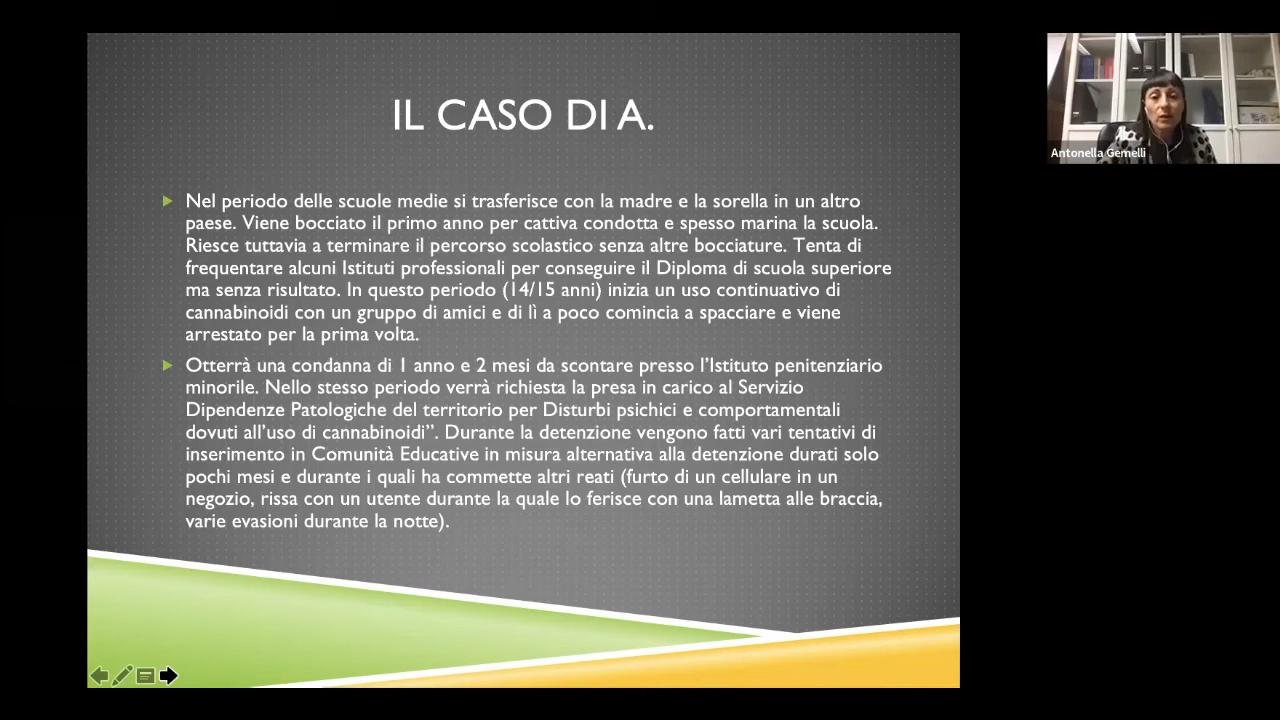 IL CASO DI A.
Nel periodo delle scuole medie si trasferisce con la madre e la sorella in un altro
paese. Viene bocciato il primo anno per cattiva condotta e spesso marina la scuola.
Riesce tuttavia a terminare il percorso scolastico senza altre bocciature. Tenta di
frequentare alcuni Istituti professionali per conseguire il Diploma di scuola superiore
ma senza risultato. In questo periodo (14/15 anni) inizia un uso continuativo di
cannabinoidi con un gruppo di amici e di lì a poco comincia a spacciare e viene
arrestato per la prima volta.
Otterrà una condanna di 1 anno e 2 mesi da scontare presso l'Istituto penitenziario
minorile. Nello stesso periodo verrà richiesta la presa in carico al Servizio
Dipendenze Patologiche del territorio per Disturbi psichici e comportamentali
dovuti all'uso di cannabinoidi”. Durante la detenzione vengono fatti vari tentativi di
inserimento in Comunità Educative in misura alternativa alla detenzione durati solo
pochi mesi e durante i quali ha commette altri reati (furto di un cellulare in un
negozio, rissa con un utente durante la quale lo ferisce con una lametta alle braccia,
varie evasioni durante la notte).
Antonella Gemelli